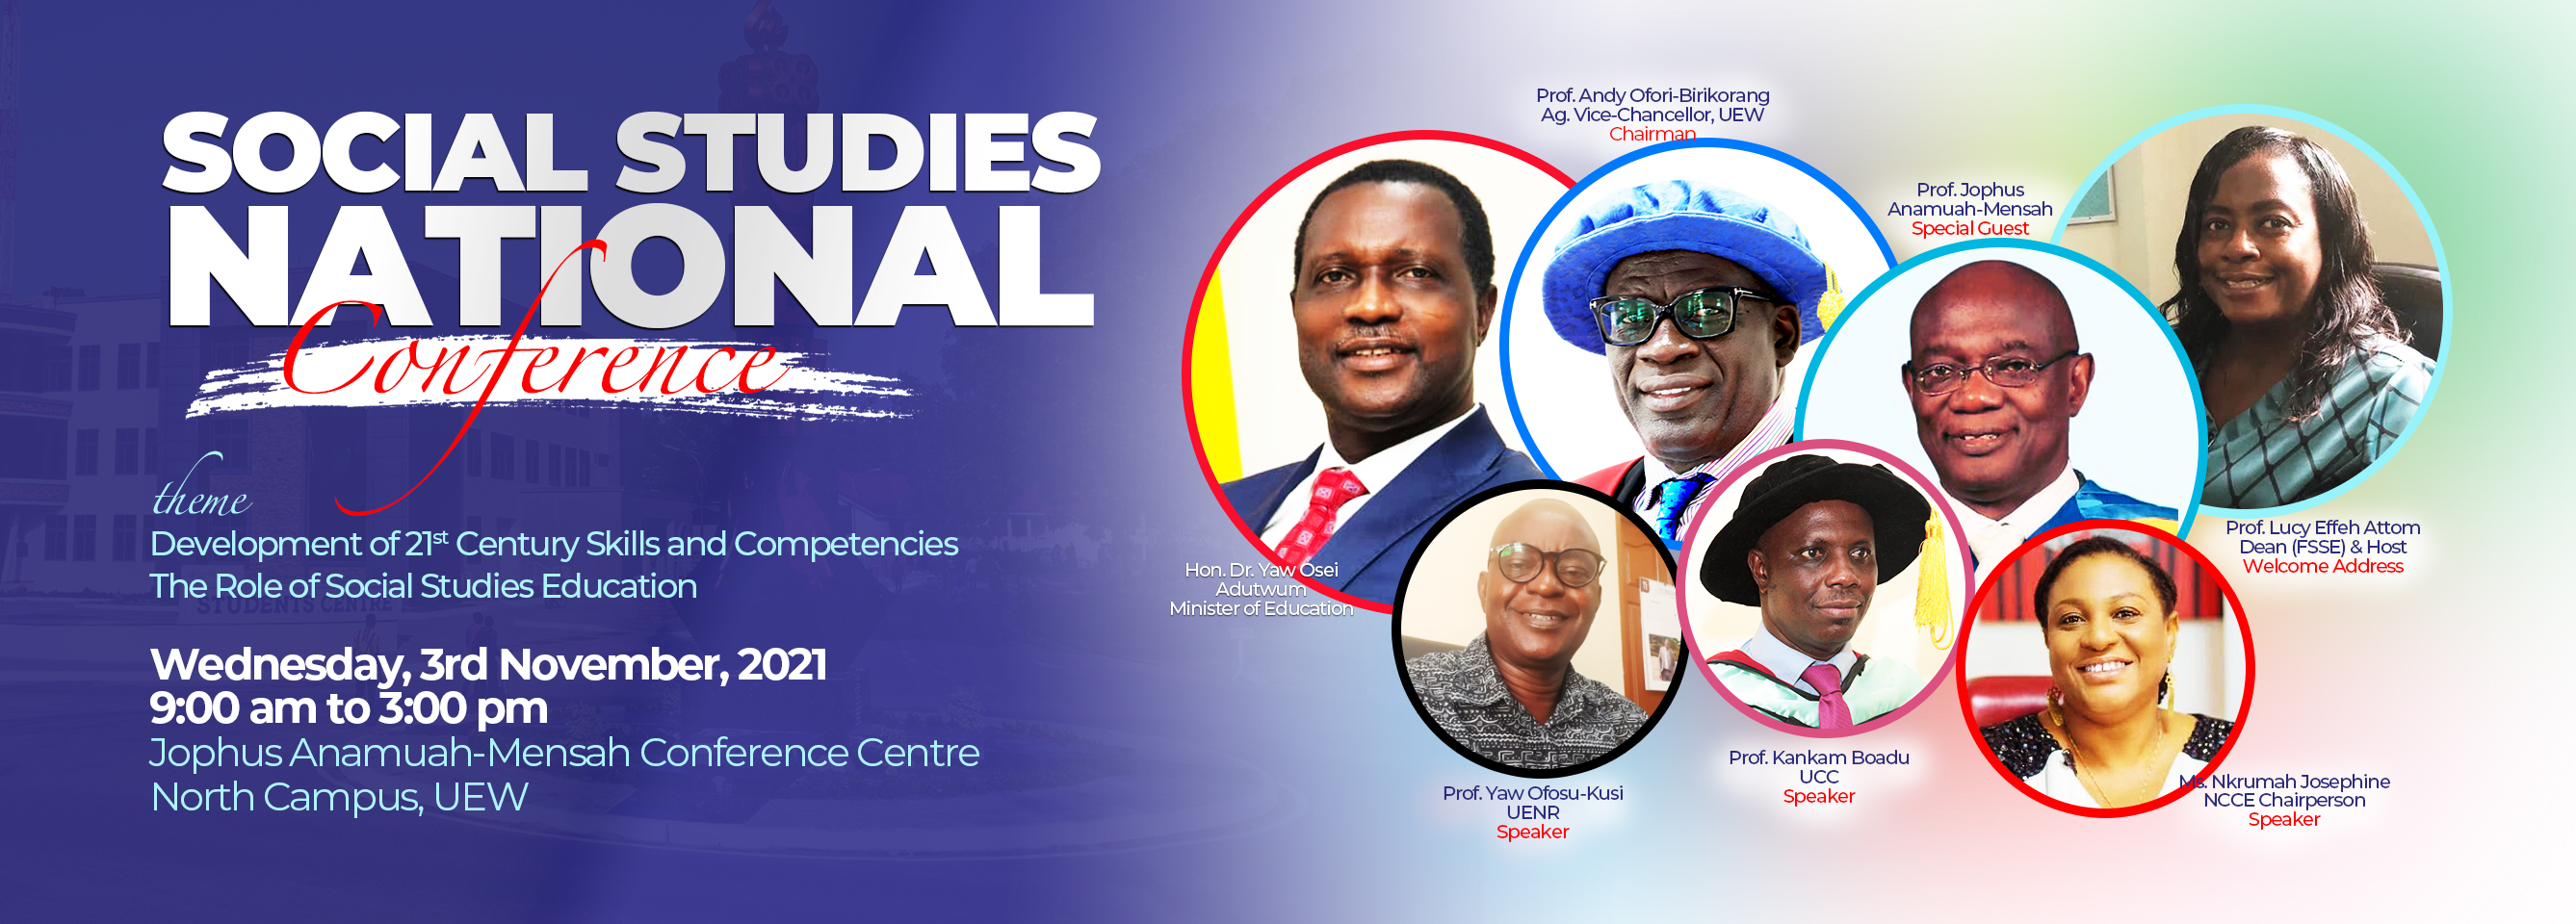 SOCIAL STUDIES
NATIONAL
Conference
theme
Development of 21st Century Skills and Competencies
The Role of Social Studies Education
STUDENTS CENTRE
Wednesday, 3rd November, 2021
9:00 am to 3:00 pm
Jophus Anamuah-Mensah Conference Centre
North Campus, UEW
Prof. Andy Ofori-Birikorang
Ag. Vice-Chancellor, UEW
Chairman
Prof. Jophus
Anamuah-Mensah
Special Guest
Hon. Dr. Yaw Osei
Adutwum
Minister of Education
Prof. Lucy Effeh Attom
Dean (FSSE) & Host
Welcome Address
Prof. Yaw Ofosu-Kusi
UENR
Speaker
Prof. Kankam Boadu
UCC
Speaker
Ms. Nkrumah Josephine
NCCE Chairperson
Speaker